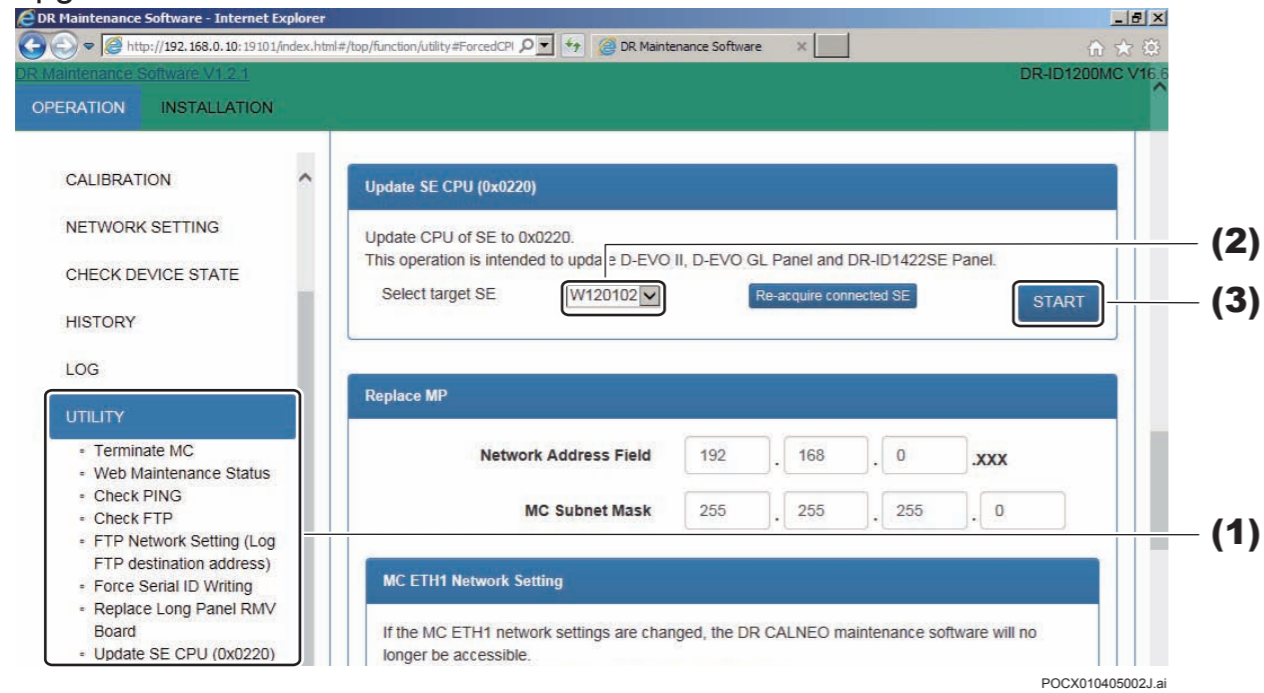 DR Maintenance Software - Internet Explorer
http://192.168.0.10:19101/index.html#/top/function/utility#ForcedCPI
DR Maintenance Software
DR Maintenance Software V1.2.1
DR-ID1200MC V16.6
OPERATION INSTALLATION
CALIBRATION
NETWORK SETTING
CHECK DEVICE STATE
HISTORY
LOG
UTILITY
◦ Terminate MC
◦ Web Maintenance Status
◦ Check PING
◦ Check FTP
◦ FTP Network Setting (Log
FTP destination address)
◦ Force Serial ID Writing
◦ Replace Long Panel RMV
Board
◦ Update SE CPU (0x0220)
Update SE CPU (0x0220)
Update CPU of SE to 0x0220.
This operation is intended to update D-EVO II, D-EVO GL Panel and DR-ID1422SE Panel.
Select target SE W120102 Re-acquire connected SE START
Replace MP
Network Address Field 192 . 168 . 0 .XXX
MC Subnet Mask 255 . 255 . 255 . 0
MC ETH1 Network Setting
If the MC ETH1 network settings are changed, the DR CALNEO maintenance software will no
longer be accessible.
(2)
(3)
(1)
POCX010405002J.ai